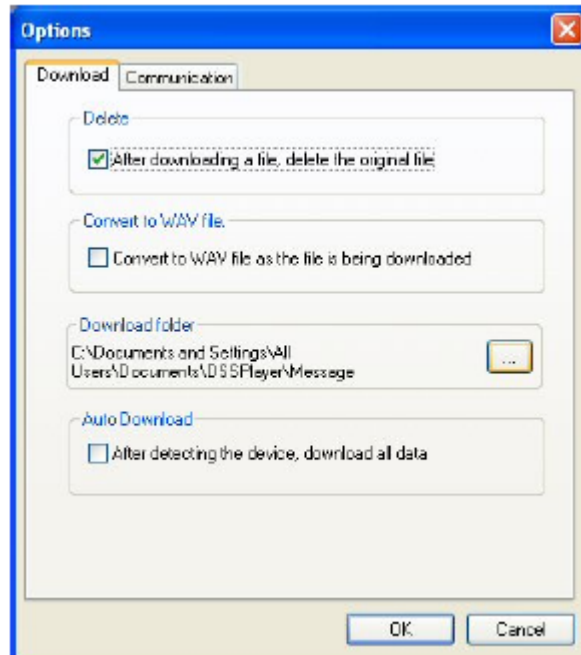 Options
Download Communication
Delete
After downloading a file, delete the original file
Convert to WAV file.
Convert to WAV file as the file is being downloaded
Download folder
C:\Documents and Settings\All
Users\Documents\DSSPlayer\Message
...
Auto Download
After detecting the device, download all data
OK Cancel